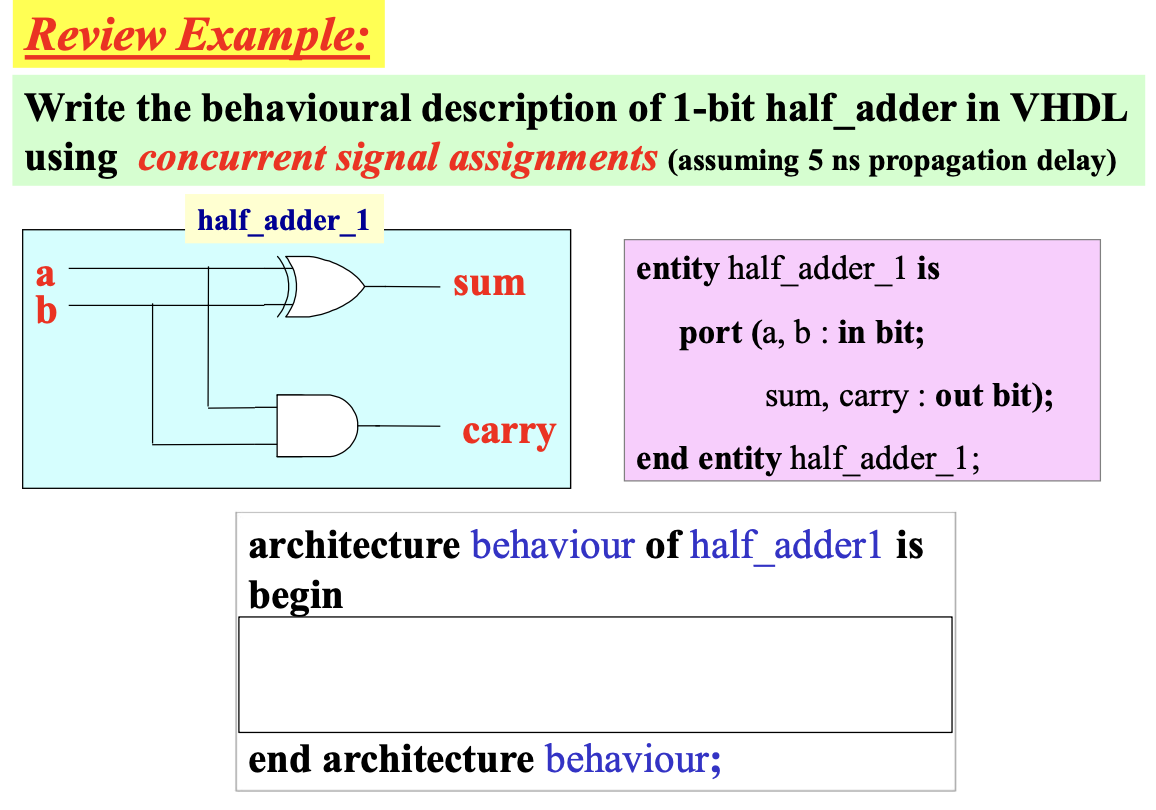 Review Example:
Write the behavioural description of 1-bit half_adder in VHDL
using concurrent signal assignments (assuming 5 ns propagation delay)
half_adder_1
a
b
sum
carry
entity half_adder_1 is
port (a, b : in bit;
sum, carry : out bit);
end entity half_adder_1;
architecture behaviour of half_adder1 is
begin
end architecture behaviour;